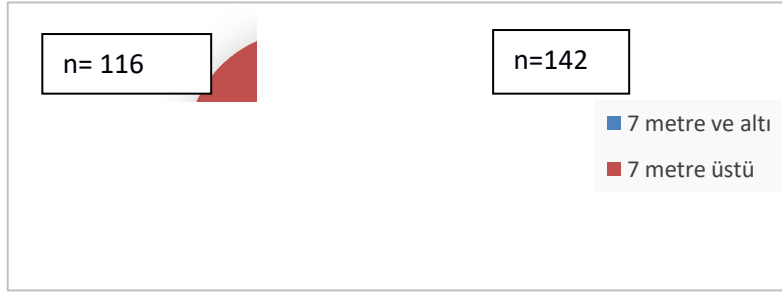 n= 116
n=142
7 metre ve altı
7 metre üstü